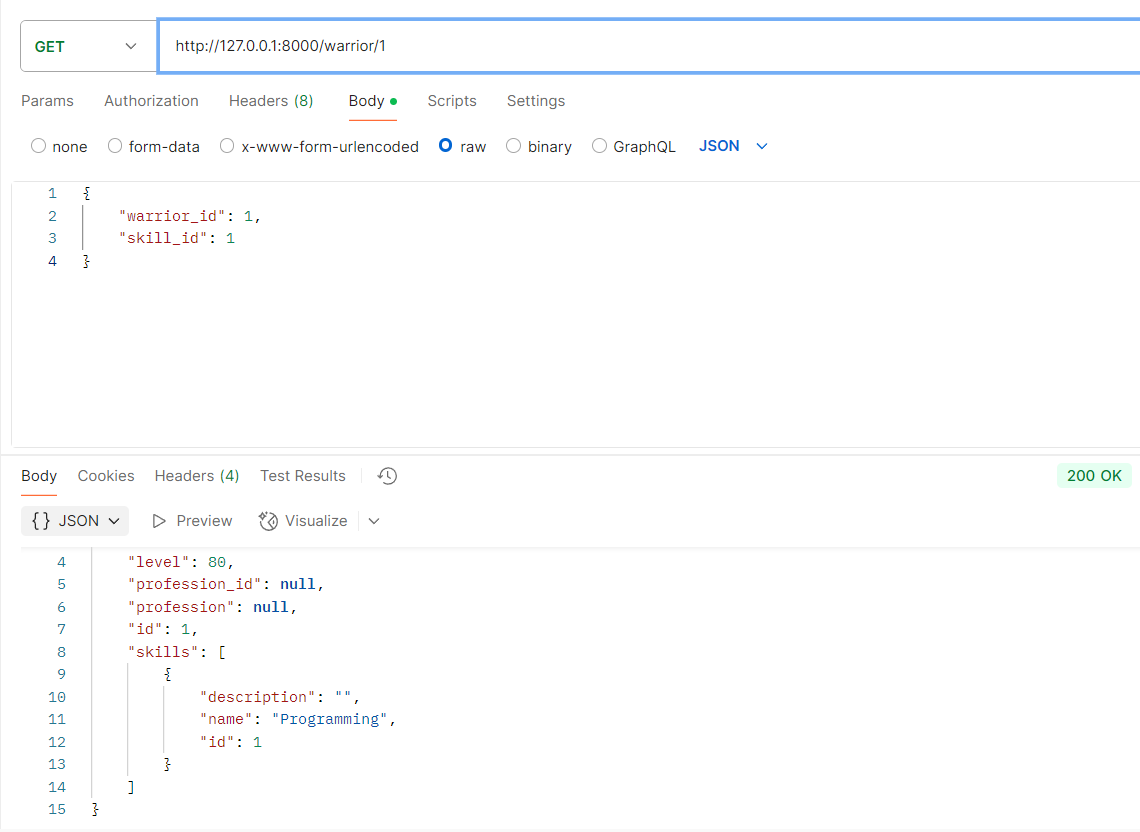 GET http://127.0.0.1:8000/warrior/1
Params Authorization Headers (8) Body Scripts Settings
none form-data x-www-form-urlencoded raw binary GraphQL JSON
1 {
2 "warrior_id": 1,
3 "skill_id": 1
4 }
Body Cookies Headers (4) Test Results 200 OK
{} JSON Preview Visualize
4 "level": 80,
5 "profession_id": null,
6 "profession": null,
7 "id": 1,
8 "skills": [
9 {
10 "description": "",
11 "name": "Programming",
12 "id": 1
13 }
14 ]
15 }